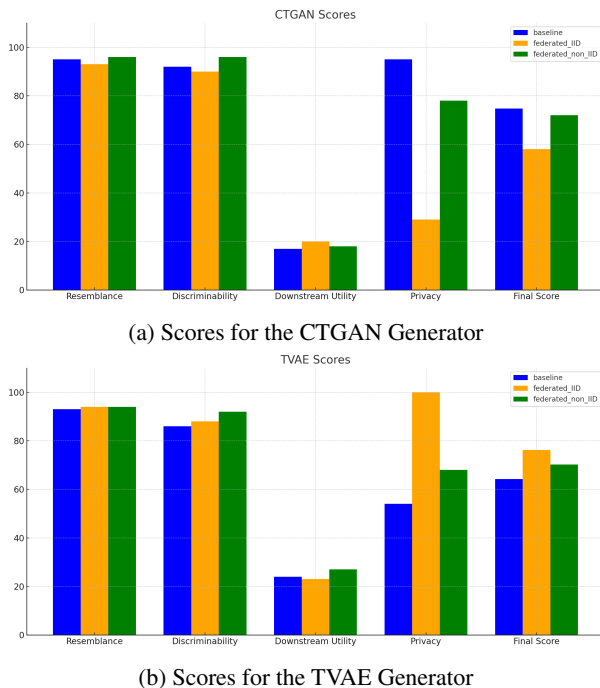 CTGAN Scores
baseline
federated_IID
federated_non_IID
100
80
60
40
20
0
Resemblance Discriminability Downstream Utility Privacy Final Score
(a) Scores for the CTGAN Generator
TVAE Scores
baseline
federated_IID
federated_non_IID
100
80
60
40
20
0
Resemblance Discriminability Downstream Utility Privacy Final Score
(b) Scores for the TVAE Generator